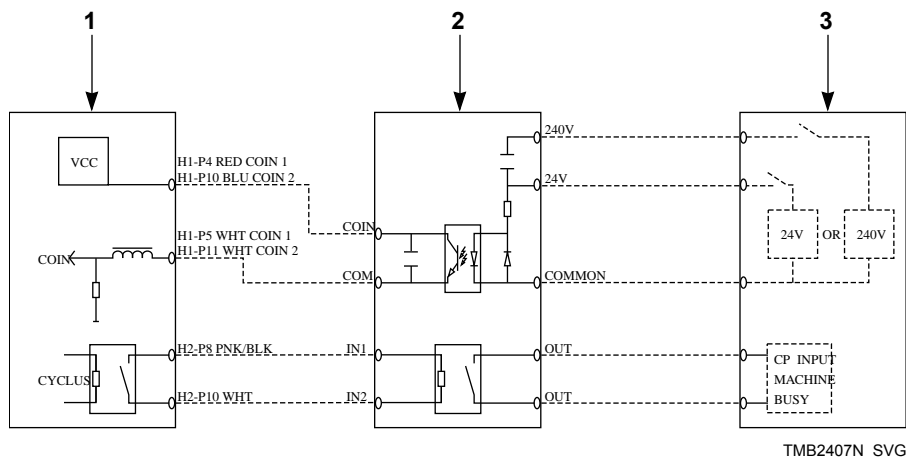 1
2
3
VCC
H1-P4 RED COIN 1
H1-P10 BLU COIN 2
H1-P5 WHT COIN 1
H1-P11 WHT COIN 2
COIN
CYCLUS
H2-P8 PNK/BLK
H2-P10 WHT
COIN
COM
IN1
IN2
240V
24V
COMMON
OUT
OUT
24V OR 240V
CP INPUT
MACHINE
BUSY
TMB2407N_SVG